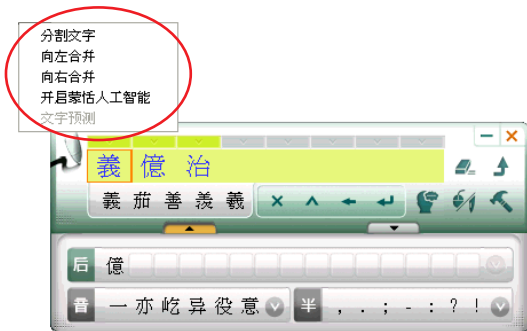 分割文字
向左合并
向右合并
开启蒙恬人工智能
文字预测
義 億 治
義 茄 善 羨 羲
后 億
音 一 亦 屹 异 役 意 半 , . ; - : ? !